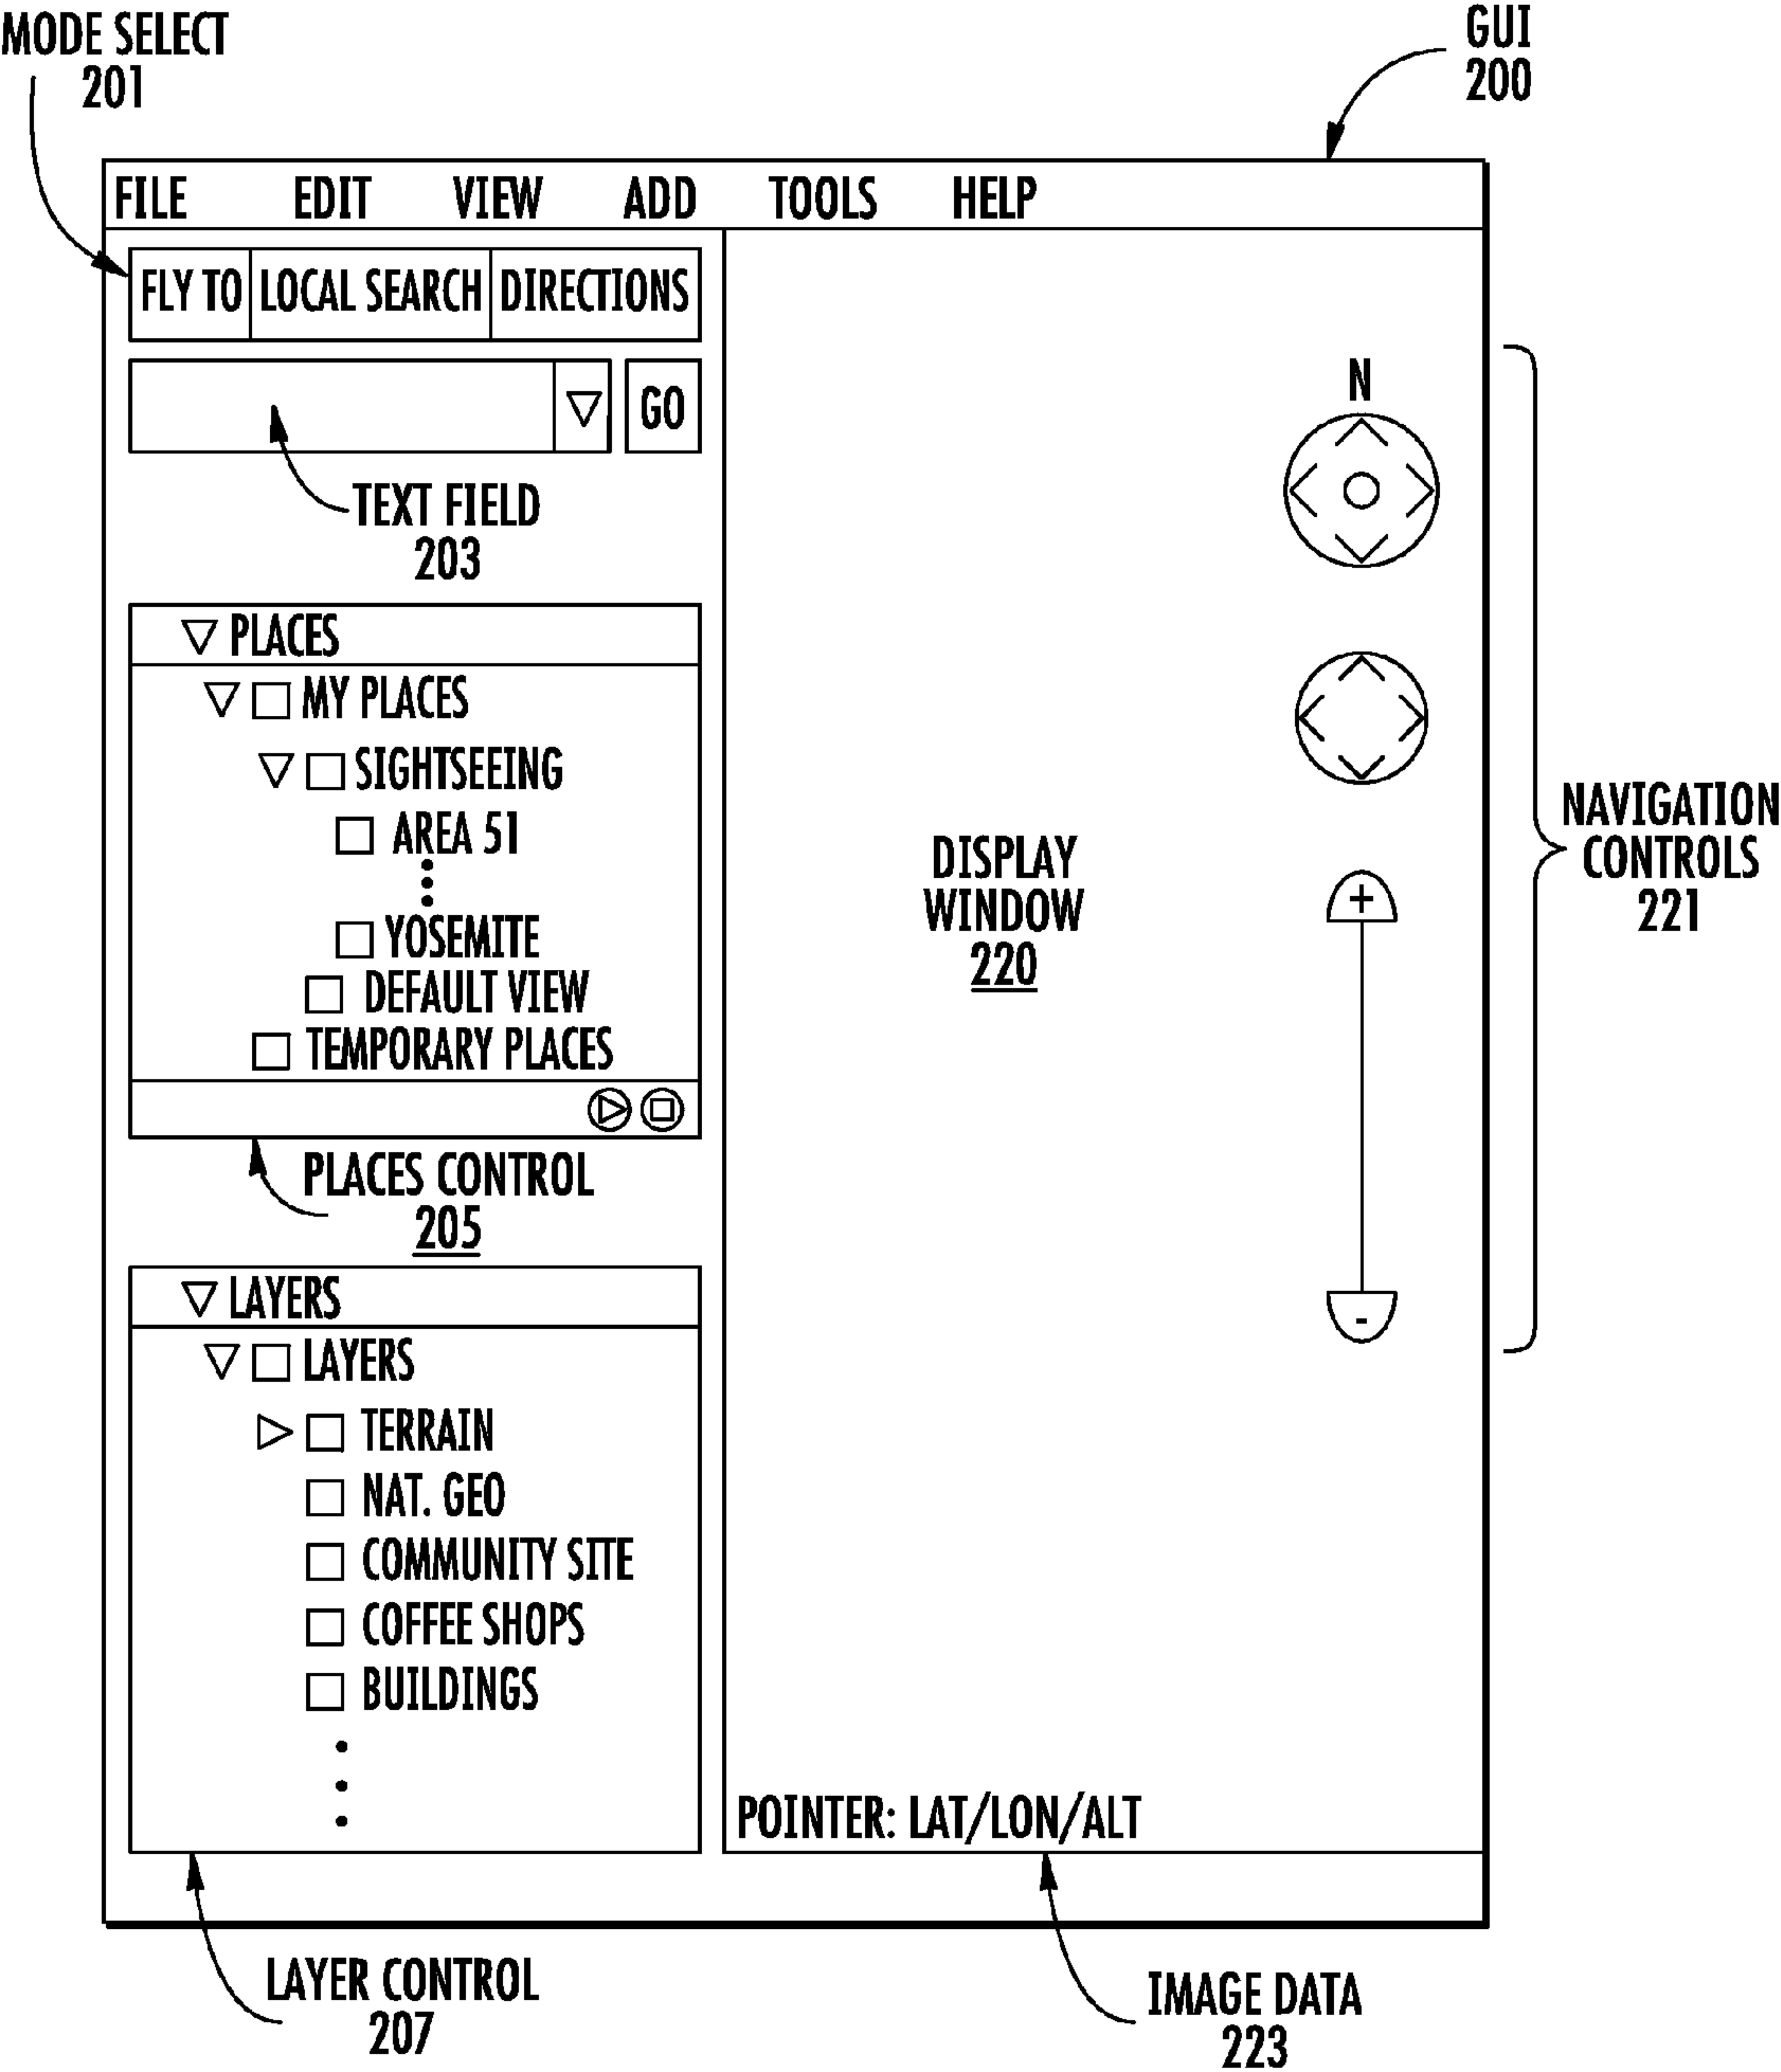 MODE SELECT
201
GUI
200
FILE EDIT VIEW ADD TOOLS HELP
FLY TO LOCAL SEARCH DIRECTIONS
GO
TEXT FIELD
203
N
PLACES
MY PLACES
SIGHTSEEING
AREA 51
YOSEMITE
DEFAULT VIEW
TEMPORARY PLACES
PLACES CONTROL
205
DISPLAY
WINDOW
220
+
-
NAVIGATION
CONTROLS
221
LAYERS
LAYERS
TERRAIN
NAT. GEO
COMMUNITY SITE
COFFEE SHOPS
BUILDINGS
POINTER: LAT/LON/ALT
LAYER CONTROL
207
IMAGE DATA
223